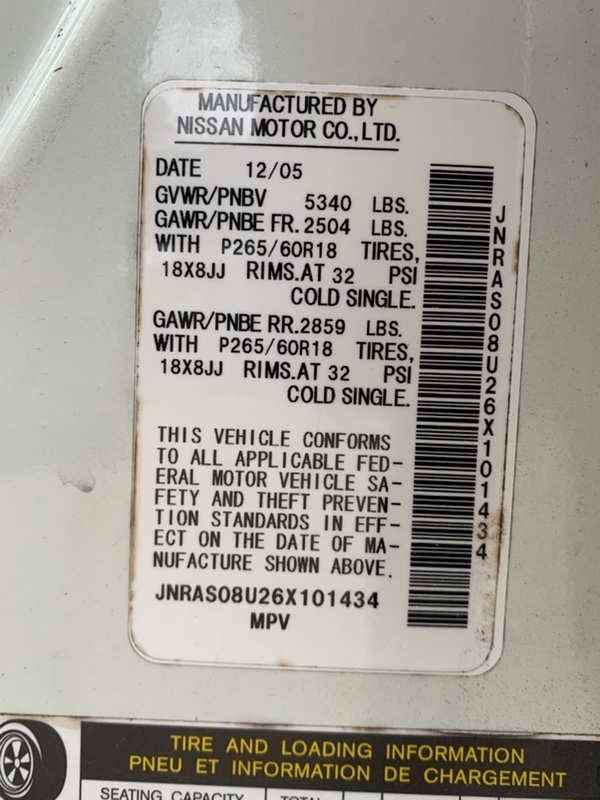 MANUFACTURED BY
NISSAN MOTOR CO.,LTD.
DATE 12/05
GVWR/PNBV 5340 LBS.
GAWR/PNBE FR. 2504 LBS.
WITH P265/60R18 TIRES,
18X8JJ RIMS.AT 32 PSI
COLD SINGLE.
GAWR/PNBE RR.2859 LBS.
WITH P265/60R18 TIRES,
18X8JJ RIMS.AT 32 PSI
COLD SINGLE.
THIS VEHICLE CONFORMS
TO ALL APPLICABLE FED-
ERAL MOTOR VEHICLE SA-
FETY AND THEFT PREVEN-
TION STANDARDS IN EFF-
ECT ON THE DATE OF MA-
NUFACTURE SHOWN ABOVE.
JNRAS08U26X101434
MPV
JNRAS08U26X101434
TIRE AND LOADING INFORMATION
PNEU ET INFORMATION DE CHARGEMENT
SEATING CAPACITY TOTAL